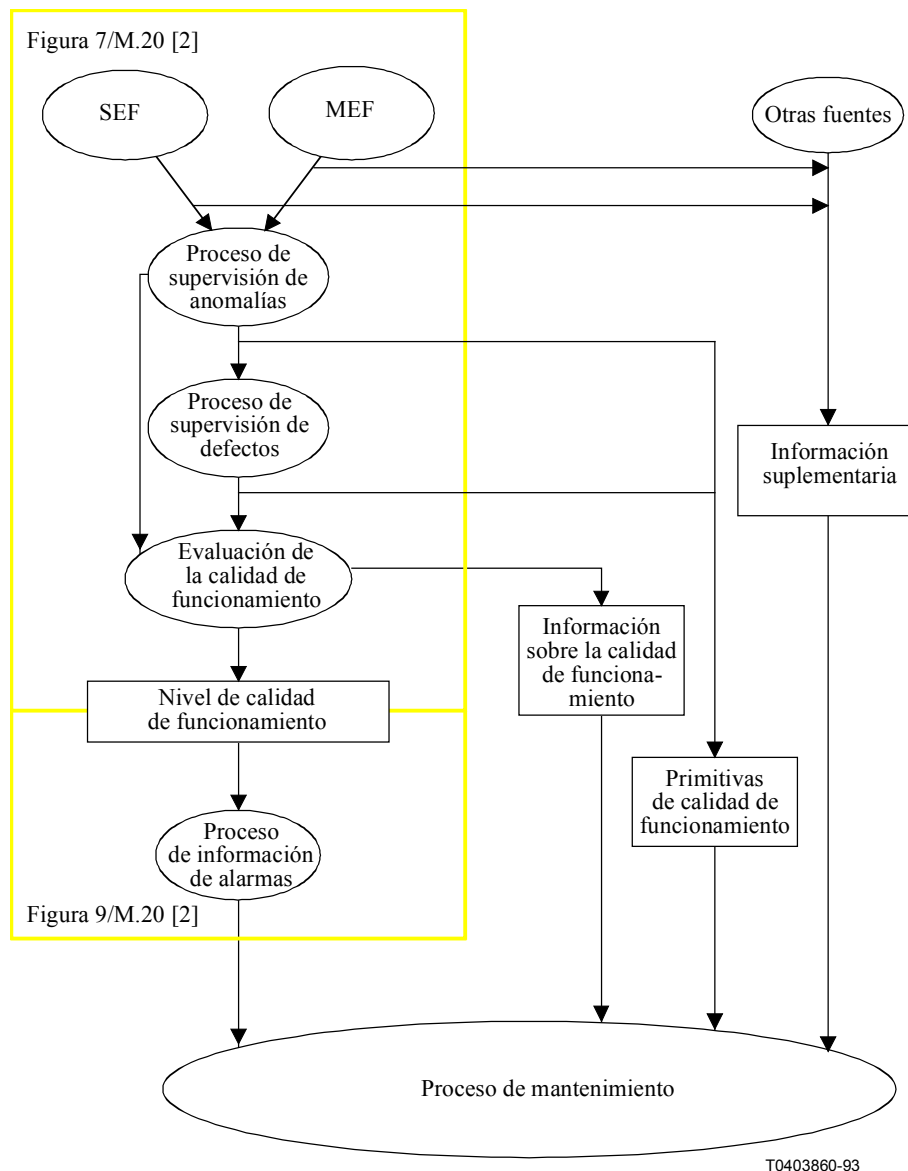 Figura 7/M.20 [2]
SEF
MEF
Otras fuentes
Proceso de
supervisión de
anomalías
Proceso de
supervisión de
defectos
Información
suplementaria
Evaluación de
la calidad de
funcionamiento
Información
sobre la calidad
de funciona-
miento
Nivel de calidad
de funcionamiento
Primitivas
de calidad de
funcionamiento
Proceso
de información
de alarmas
Figura 9/M.20 [2]
Proceso de mantenimiento
T0403860-93